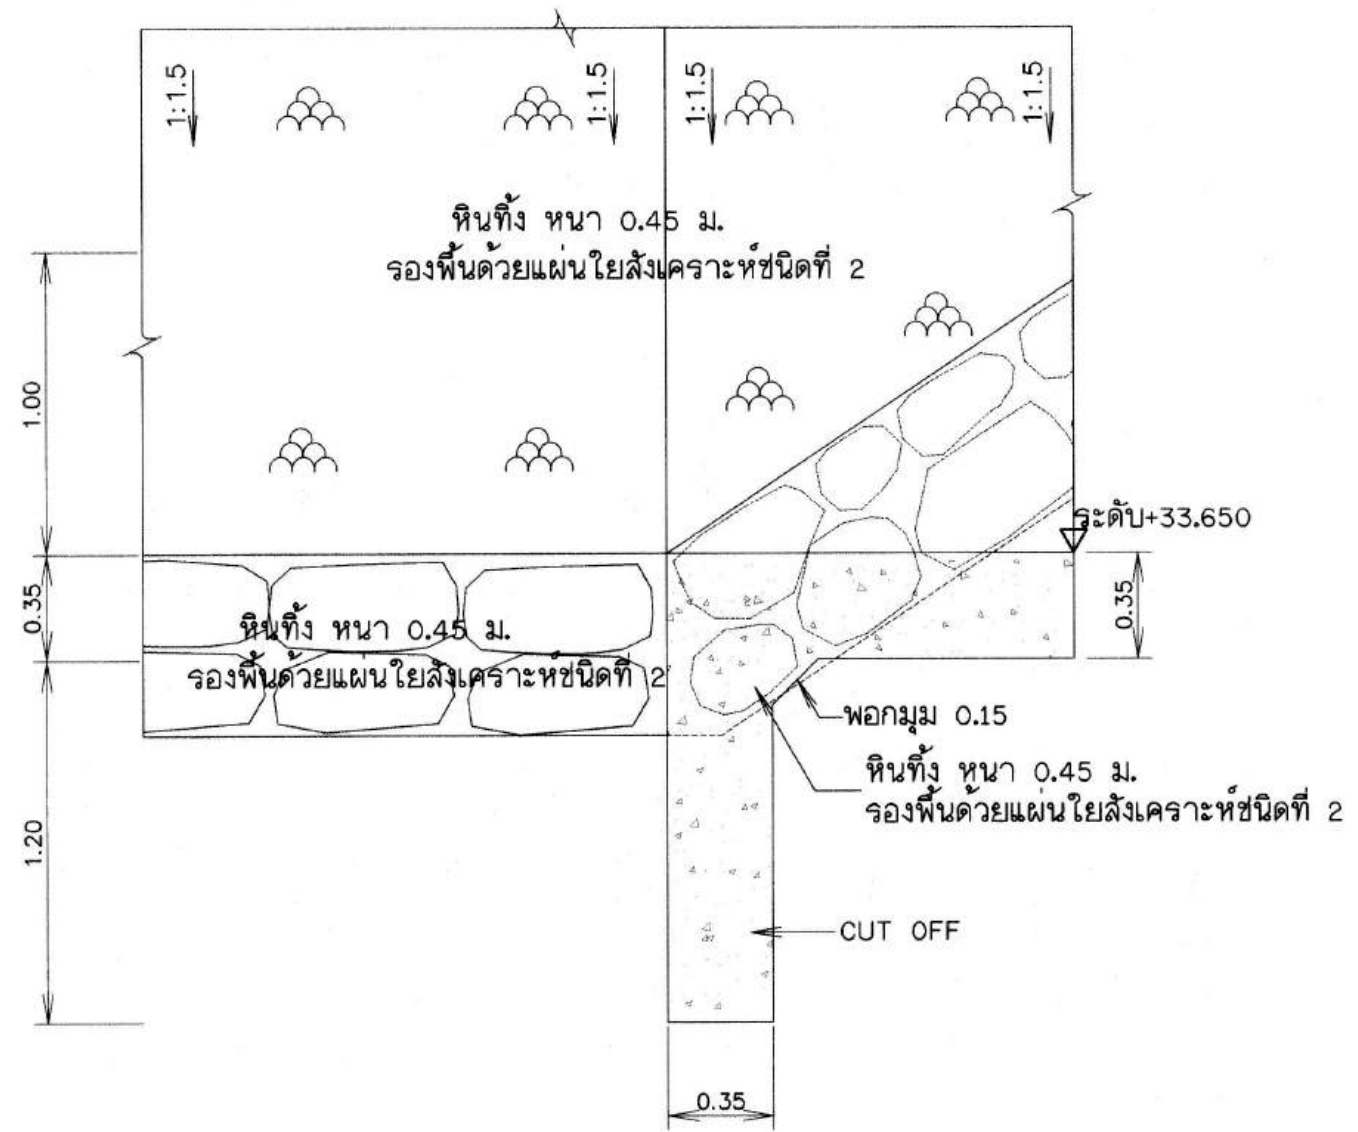 1:1.5
1:1.5
1:1.5
1:1.5
หินทิ้ง หนา 0.45 ม.
รองพื้นด้วยแผ่นใยสังเคราะห์ชนิดที่ 2
1.00
ระดับ+33.650
0.35
0.35
หินทิ้ง หนา 0.45 ม.
รองพื้นด้วยแผ่นใยสังเคราะห์ชนิดที่ 2
พอกมุม 0.15
หินทิ้ง หนา 0.45 ม.
รองพื้นด้วยแผ่นใยสังเคราะห์ชนิดที่ 2
1.20
CUT OFF
0.35